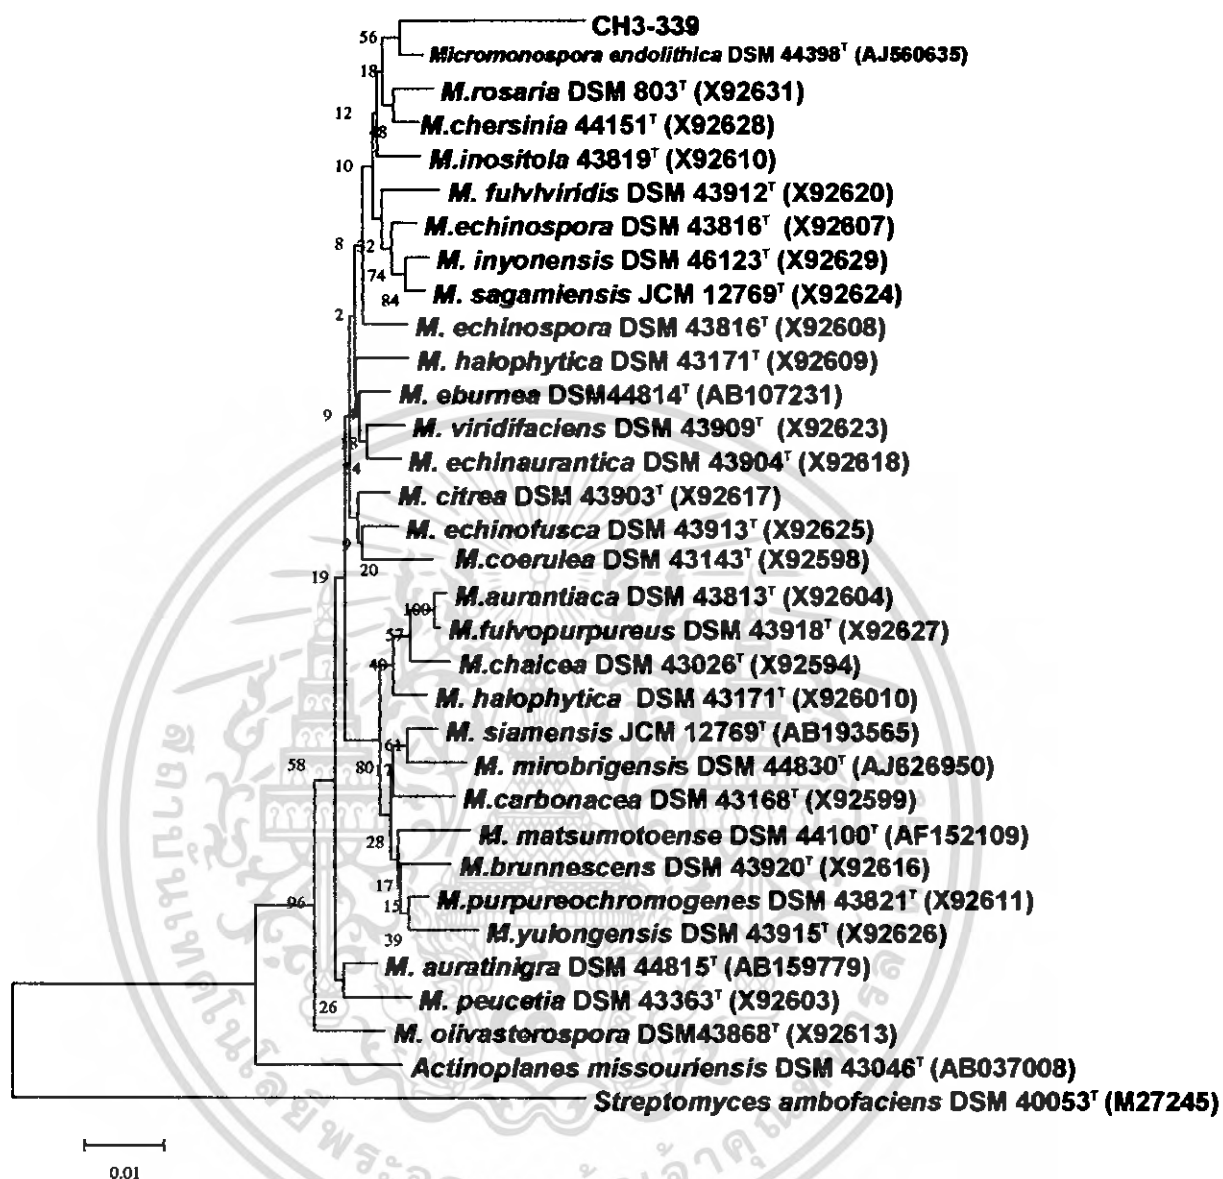 CH3-339
56
Micromonospora endolithica DSM 44398ᵀ (AJ560635)
18
M.rosaria DSM 803ᵀ (X92631)
12
M.chersinia 44151ᵀ (X92628)
M.inositola 43819ᵀ (X92610)
10
M. fulvlviridis DSM 43912ᵀ (X92620)
M.echinospora DSM 43816ᵀ (X92607)
8
32
M. inyonensis DSM 46123ᵀ (X92629)
74
M. sagamiensis JCM 12769ᵀ (X92624)
84
2
M. echinospora DSM 43816ᵀ (X92608)
M. halophytica DSM 43171ᵀ (X92609)
M. eburnea DSM44814ᵀ (AB107231)
9
M. viridifaciens DSM 43909ᵀ (X92623)
M. echinaurantica DSM 43904ᵀ (X92618)
M. citrea DSM 43903ᵀ (X92617)
M. echinofusca DSM 43913ᵀ (X92625)
9
M.coerulea DSM 43143ᵀ (X92598)
20
19
M.aurantiaca DSM 43813ᵀ (X92604)
100
M.fulvopurpureus DSM 43918ᵀ (X92627)
57
M.chaicea DSM 43026ᵀ (X92594)
40
M. halophytica DSM 43171ᵀ (X926010)
M. siamensis JCM 12769ᵀ (AB193565)
61
M. mirobrigensis DSM 44830ᵀ (AJ626950)
58
80
17
M.carbonacea DSM 43168ᵀ (X92599)
M. matsumotoense DSM 44100ᵀ (AF152109)
28
M.brunnescens DSM 43920ᵀ (X92616)
17
M.purpureochromogenes DSM 43821ᵀ (X92611)
96
15
M.yulongensis DSM 43915ᵀ (X92626)
39
M. auratinigra DSM 44815ᵀ (AB159779)
M. peucetia DSM 43363ᵀ (X92603)
26
M. olivasterospora DSM43868ᵀ (X92613)
Actinoplanes missouriensis DSM 43046ᵀ (AB037008)
Streptomyces ambofaciens DSM 40053ᵀ (M27245)
0.01